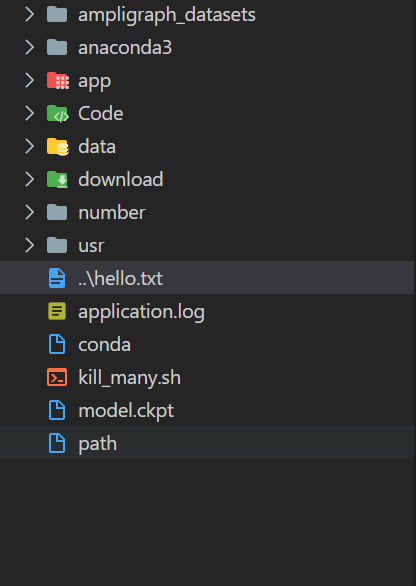 ampligraph_datasets
anaconda3
app
Code
data
download
number
usr
..\hello.txt
application.log
conda
kill_many.sh
model.ckpt
path